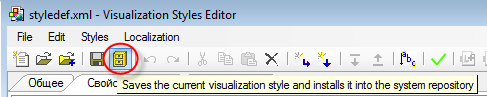 styledef.xml - Visualization Styles Editor
File Edit Styles Localization
Общее Свой
Saves the current visualization style and installs it into the system repository